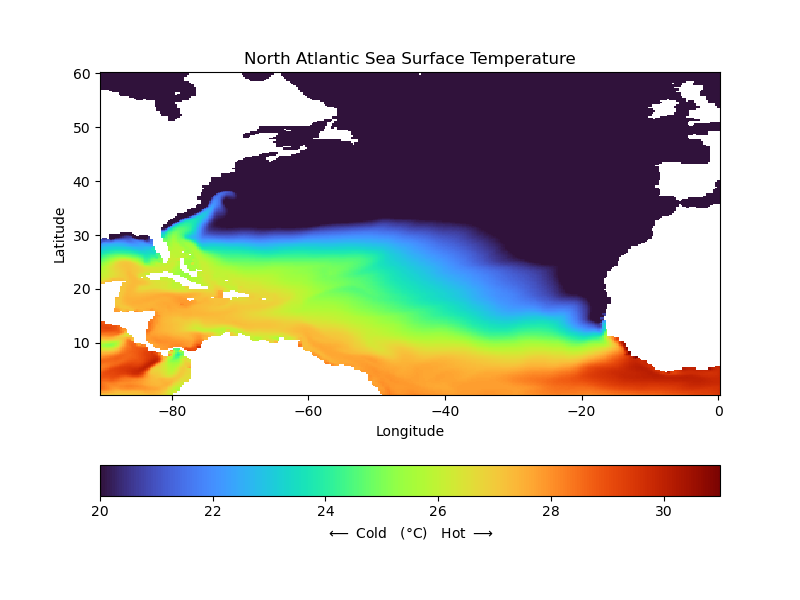 North Atlantic Sea Surface Temperature
60
50
40
30
20
10
Latitude
−80 −60 −40 −20 0
Longitude
20 22 24 26 28 30
⟵ Cold (°C) Hot ⟶